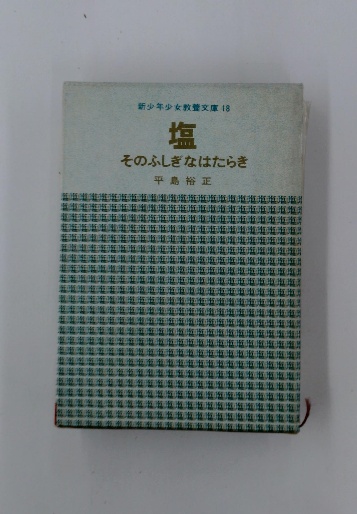 新少年少女教養文庫 48
塩
そのふしぎなはたらき
平島裕正